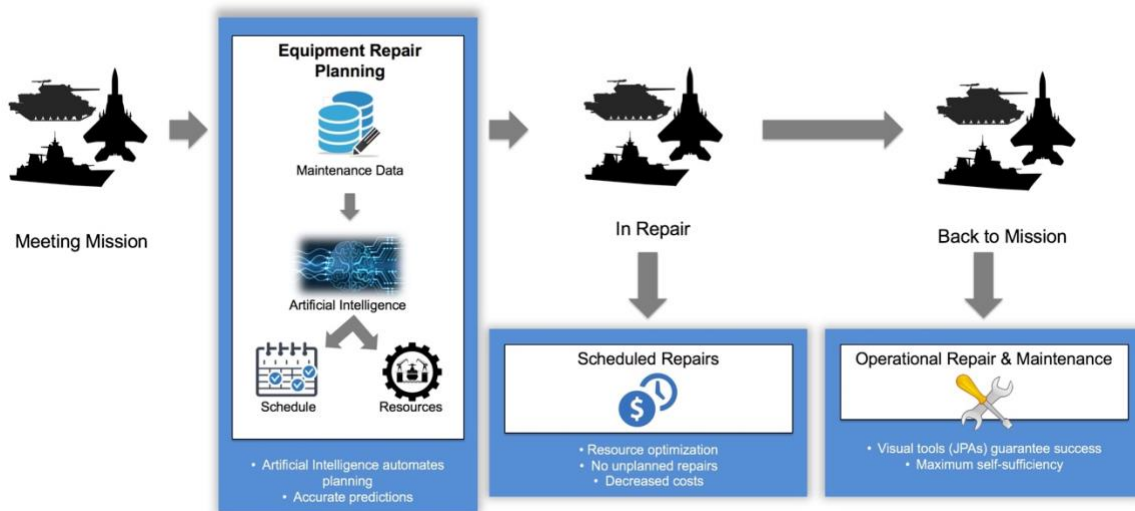 Meeting Mission
Equipment Repair
Planning
Maintenance Data
Artificial Intelligence
Schedule
Resources
• Artificial Intelligence automates
planning
• Accurate predictions
In Repair
Scheduled Repairs
$
• Resource optimization
• No unplanned repairs
• Decreased costs
Back to Mission
Operational Repair & Maintenance
• Visual tools (JPAs) guarantee success
• Maximum self-sufficiency